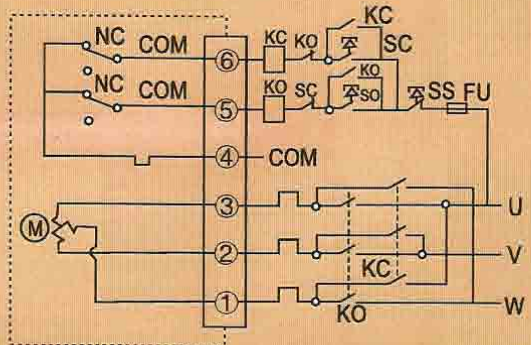 KC
NC COM ⑥ KC KO SC
KO
NC COM ⑤ KO SC SO SS FU
④ COM
③ U
M ② V
KC
① KO W